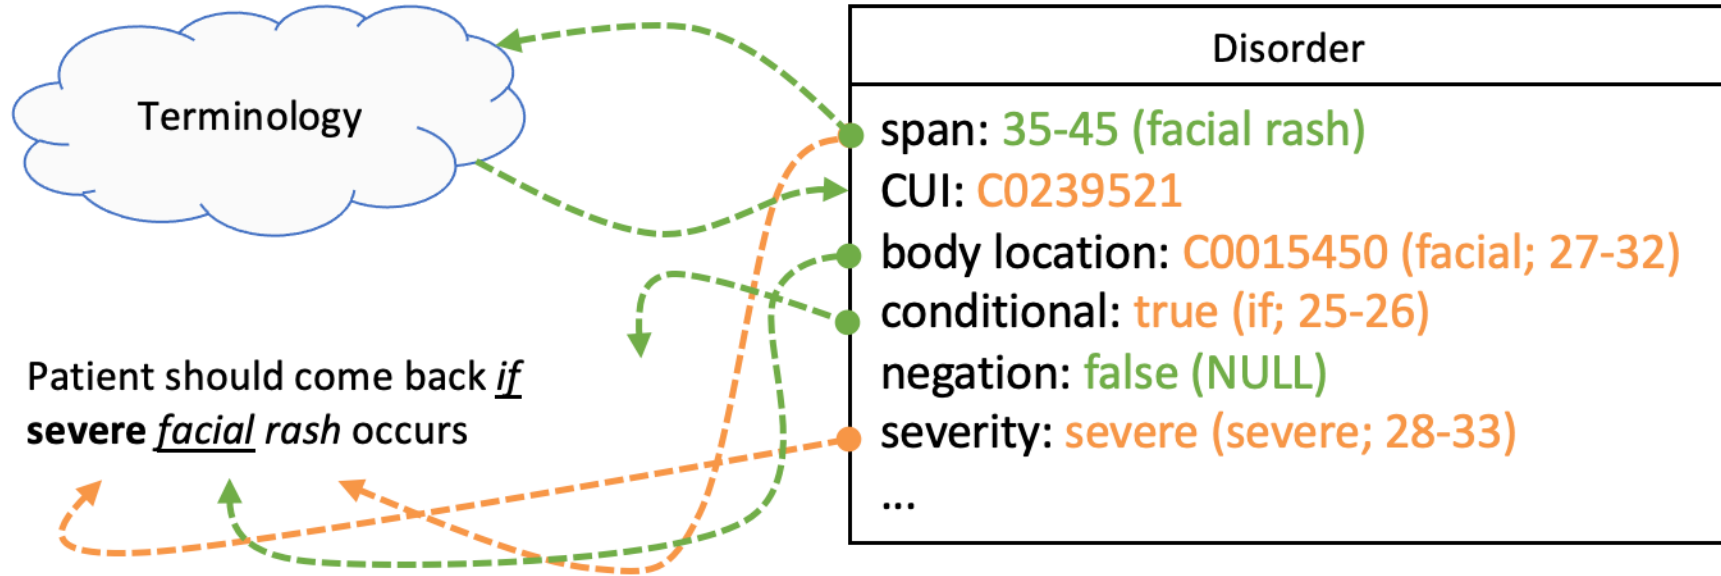 Terminology
Patient should come back if
severe facial rash occurs
Disorder
span: 35-45 (facial rash)
CUI: C0239521
body location: C0015450 (facial; 27-32)
conditional: true (if; 25-26)
negation: false (NULL)
severity: severe (severe; 28-33)
...